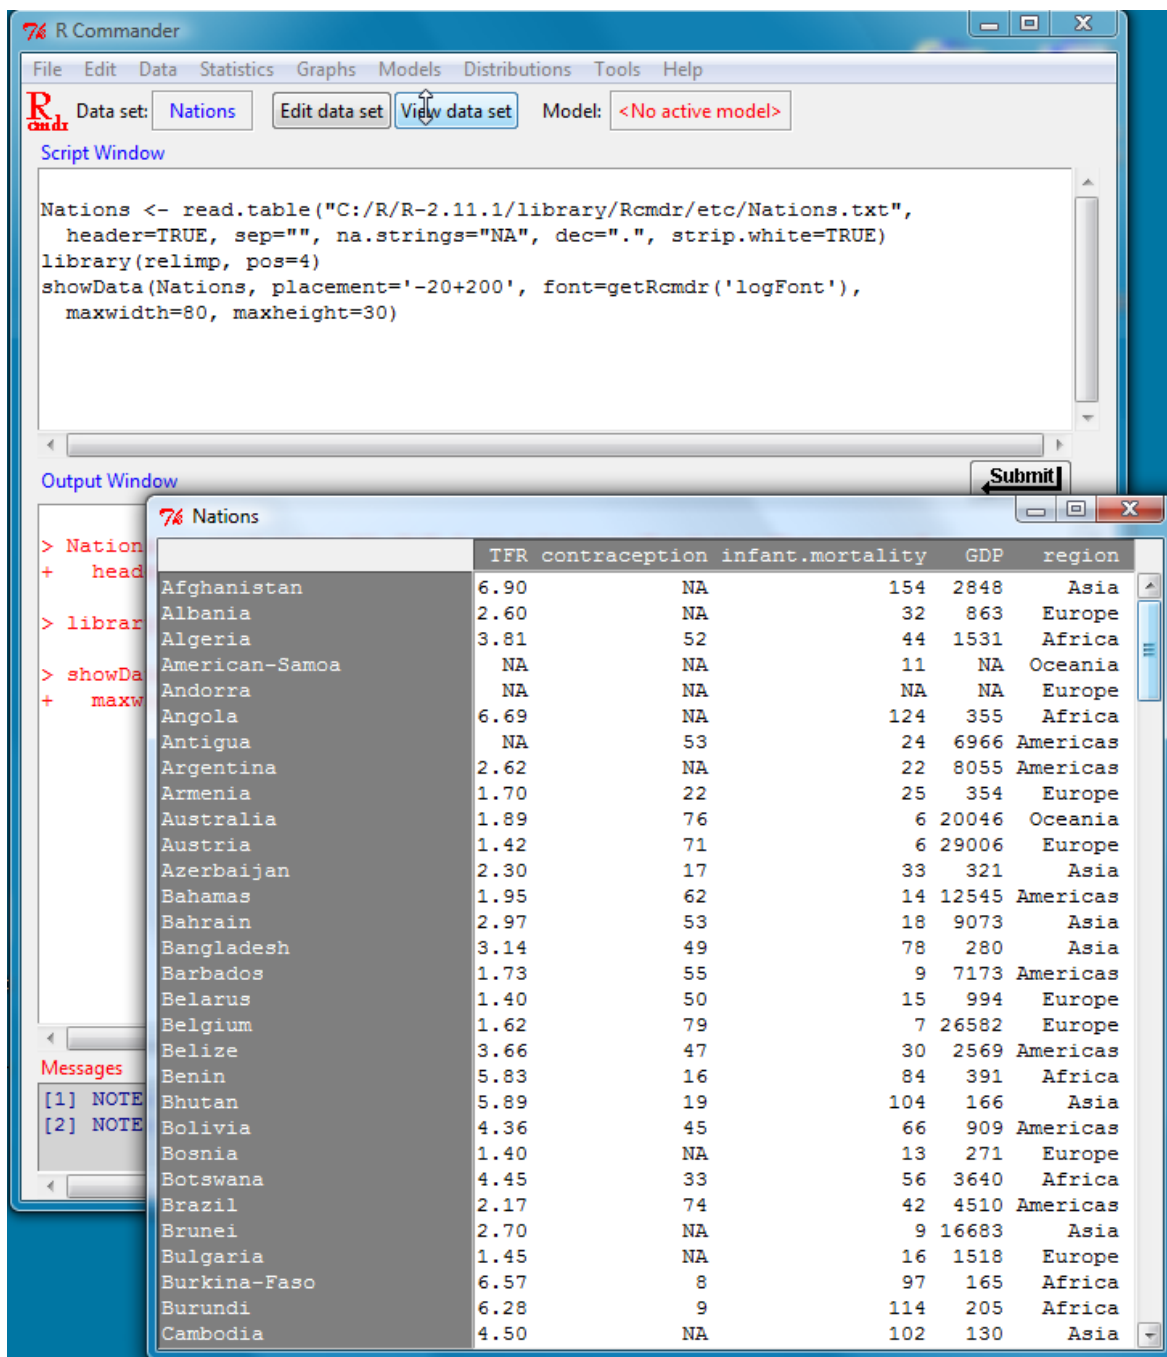 R Commander
File Edit Data Statistics Graphs Models Distributions Tools Help
R cmdr Data set: Nations Edit data set View data set Model: <No active model>
Script Window
Nations <- read.table("C:/R/R-2.11.1/library/Rcmdr/etc/Nations.txt",
  header=TRUE, sep="", na.strings="NA", dec=".", strip.white=TRUE)
library(relimp, pos=4)
showData(Nations, placement='-20+200', font=getRcmdr('logFont'),
  maxwidth=80, maxheight=30)
Submit
Output Window
> Nation
+   head
> librar
> showDa
+   maxw
Messages
[1] NOTE
[2] NOTE
Nations
TFR contraception infant.mortality GDP region
Afghanistan 6.90 NA 154 2848 Asia
Albania 2.60 NA 32 863 Europe
Algeria 3.81 52 44 1531 Africa
American-Samoa NA NA 11 NA Oceania
Andorra NA NA NA NA Europe
Angola 6.69 NA 124 355 Africa
Antigua NA 53 24 6966 Americas
Argentina 2.62 NA 22 8055 Americas
Armenia 1.70 22 25 354 Europe
Australia 1.89 76 6 20046 Oceania
Austria 1.42 71 6 29006 Europe
Azerbaijan 2.30 17 33 321 Asia
Bahamas 1.95 62 14 12545 Americas
Bahrain 2.97 53 18 9073 Asia
Bangladesh 3.14 49 78 280 Asia
Barbados 1.73 55 9 7173 Americas
Belarus 1.40 50 15 994 Europe
Belgium 1.62 79 7 26582 Europe
Belize 3.66 47 30 2569 Americas
Benin 5.83 16 84 391 Africa
Bhutan 5.89 19 104 166 Asia
Bolivia 4.36 45 66 909 Americas
Bosnia 1.40 NA 13 271 Europe
Botswana 4.45 33 56 3640 Africa
Brazil 2.17 74 42 4510 Americas
Brunei 2.70 NA 9 16683 Asia
Bulgaria 1.45 NA 16 1518 Europe
Burkina-Faso 6.57 8 97 165 Africa
Burundi 6.28 9 114 205 Africa
Cambodia 4.50 NA 102 130 Asia